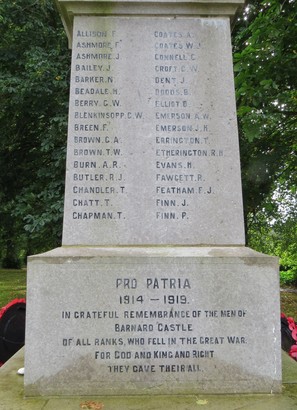 ALLISON. F
ASHMORE. F
ASHMORE. J
BAILEY. J
BARKER. N
BEADALE. H
BERRY. G. W
BLENKINSOPP. G. W
BREEN. F.
BROWN. G. A
BROWN. T. W
BURN. A. R.
BUTLER. R. J
CHANDLER. T.
CHATT. T.
CHAPMAN. T.
COATES. A.
COATES. W. J.
CONNELL. G.
CROFT. G. W
DENT. J
DODDS. B
ELLIOT. B
EMERSON. A. W.
EMERSON. J. H
ERRINGTON. T.
ETHERINGTON. R. H
EVANS. H.
FAWCETT. R.
FEATHAM. F. J.
FINN. J.
FINN. P.
PRO PATRIA
1914 — 1919.
IN GRATEFUL REMEMBRANCE OF THE MEN OF
BARNARD CASTLE
OF ALL RANKS, WHO FELL IN THE GREAT WAR
FOR GOD AND KING AND RIGHT
THEY GAVE THEIR ALL